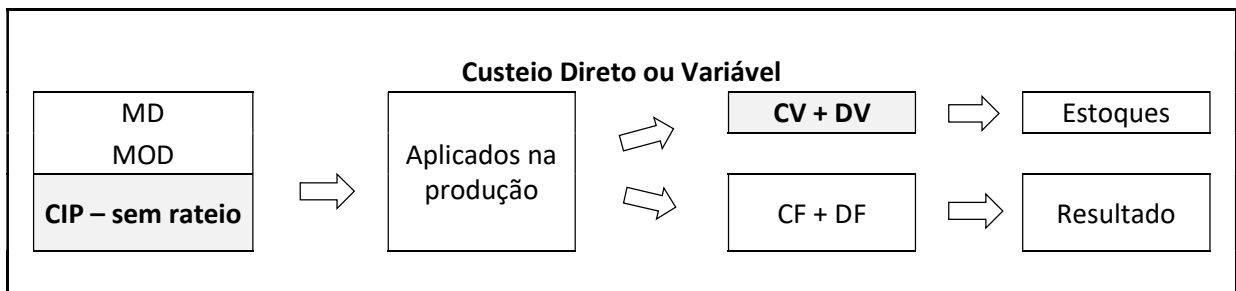 Custeio Direto ou Variável
MD
MOD
CIP – sem rateio
Aplicados na
produção
CV + DV
Estoques
CF + DF
Resultado